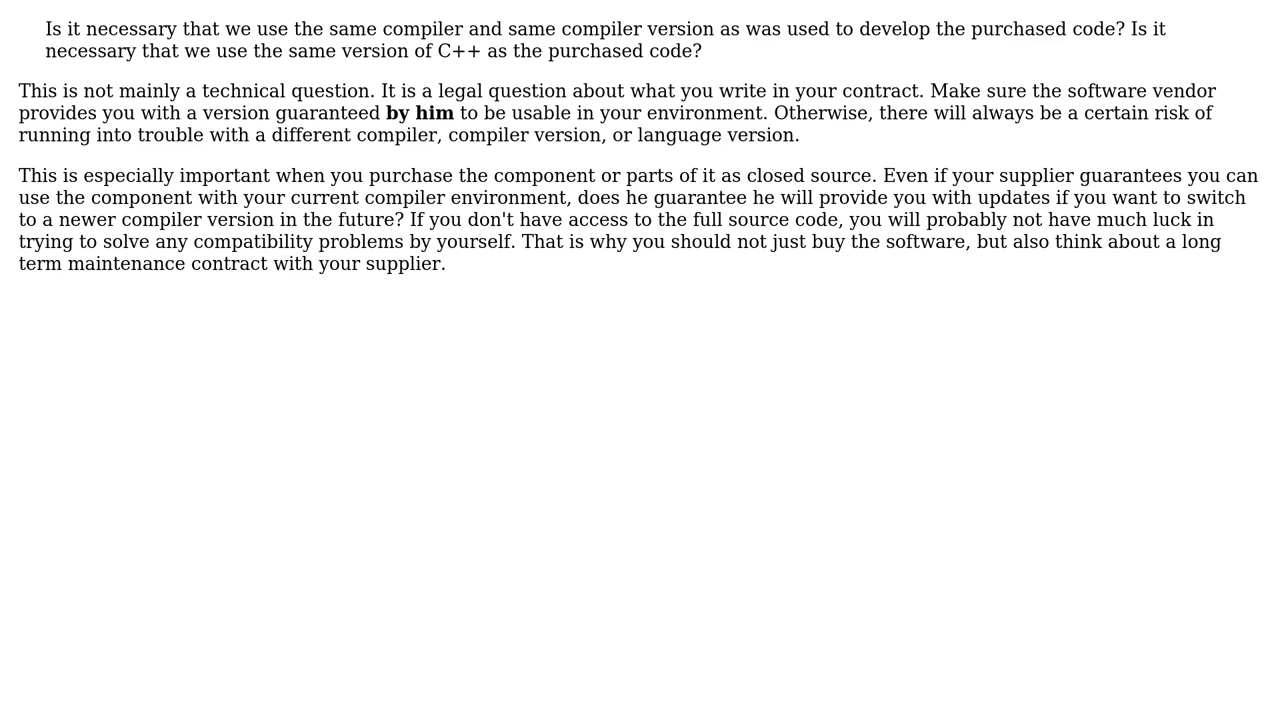 Is it necessary that we use the same compiler and same compiler version as was used to develop the purchased code? Is it
necessary that we use the same version of C++ as the purchased code?
This is not mainly a technical question. It is a legal question about what you write in your contract. Make sure the software vendor
provides you with a version guaranteed by him to be usable in your environment. Otherwise, there will always be a certain risk of
running into trouble with a different compiler, compiler version, or language version.
This is especially important when you purchase the component or parts of it as closed source. Even if your supplier guarantees you can
use the component with your current compiler environment, does he guarantee he will provide you with updates if you want to switch
to a newer compiler version in the future? If you don't have access to the full source code, you will probably not have much luck in
trying to solve any compatibility problems by yourself. That is why you should not just buy the software, but also think about a long
term maintenance contract with your supplier.